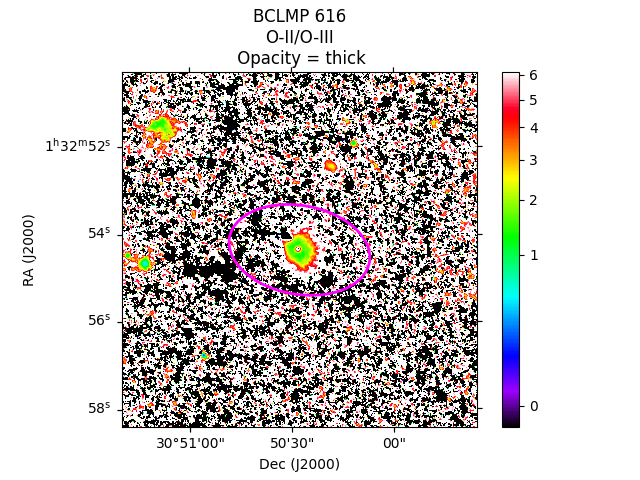 BCLMP 616
O-II/O-III
Opacity = thick
6
5
1ʰ32ᵐ52ˢ
4
3
54ˢ
2
RA (J2000)
1
56ˢ
58ˢ
0
30°51'00" 50'30" 00"
Dec (J2000)